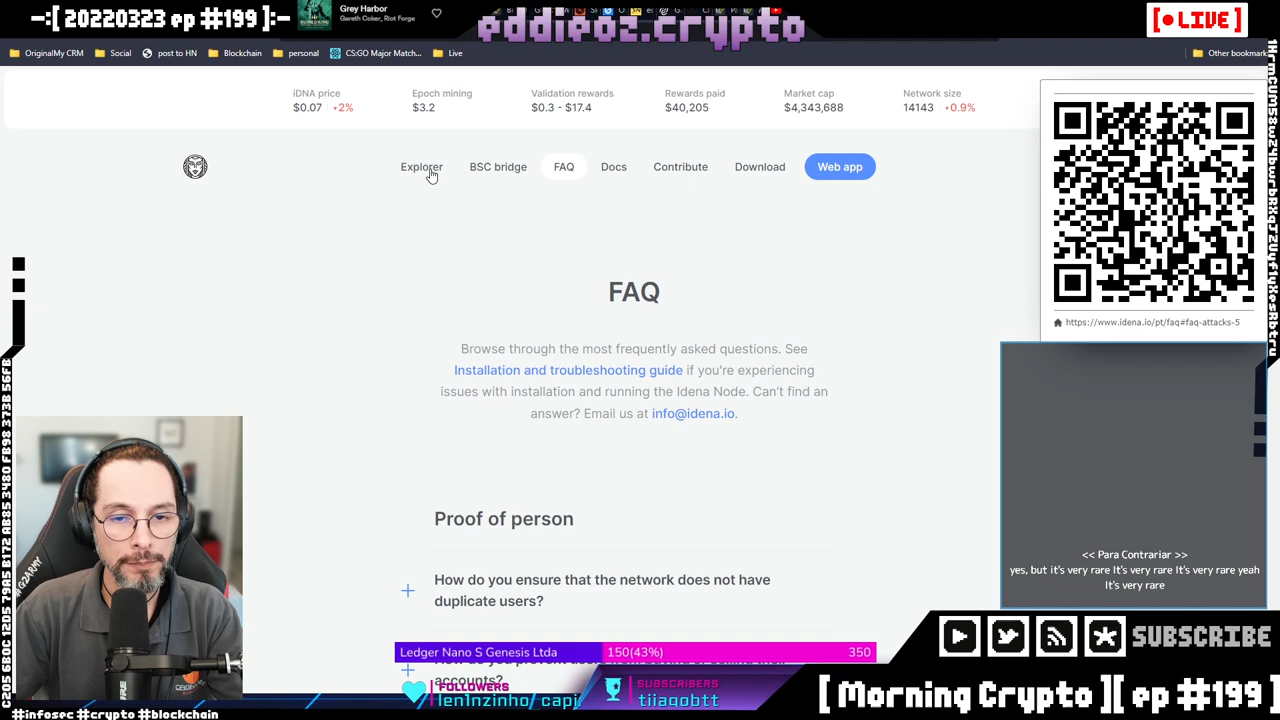 [ 20220323 ep #199 ]
Grey Harbor
Gareth Coker, Riot Forge
eddieoz.crypto
[● LIVE]
OriginalMy CRM
Social
post to HN
Blockchain
personal
CS:GO Major Match...
Live
Other bookmark
iDNA price
$0.07
2%
Epoch mining
$3.2
Validation rewards
$0.3 - $17.4
Rewards paid
$40,205
Market cap
$4,343,688
Network size
14143
0.9%
Explorer
BSC bridge
FAQ
Docs
Contribute
Download
Web app
FAQ
Browse through the most frequently asked questions. See
Installation and troubleshooting guide if you're experiencing
issues with installation and running the Idena Node. Can't find an
answer? Email us at info@idena.io.
Proof of person
How do you ensure that the network does not have
duplicate users?
accounts?
https://www.idena.io/pt/faq#faq-attacks-5
<< Para Contrariar >>
yes, but it's very rare It's very rare It's very rare yeah
It's very rare
Ledger Nano S Genesis Ltda
150(43%)
350
FOLLOWERS
len1nzinho_capi
SUBSCRIBERS
tiiagobtt
SUBSCRIBE
[ Morning Crypto ][ ep #199 ]
#infosec #crypto #blockchain